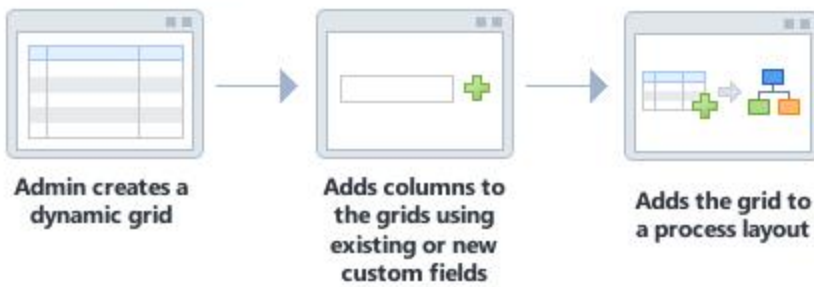 Admin creates a
dynamic grid
Adds columns to
the grids using
existing or new
custom fields
Adds the grid to
a process layout